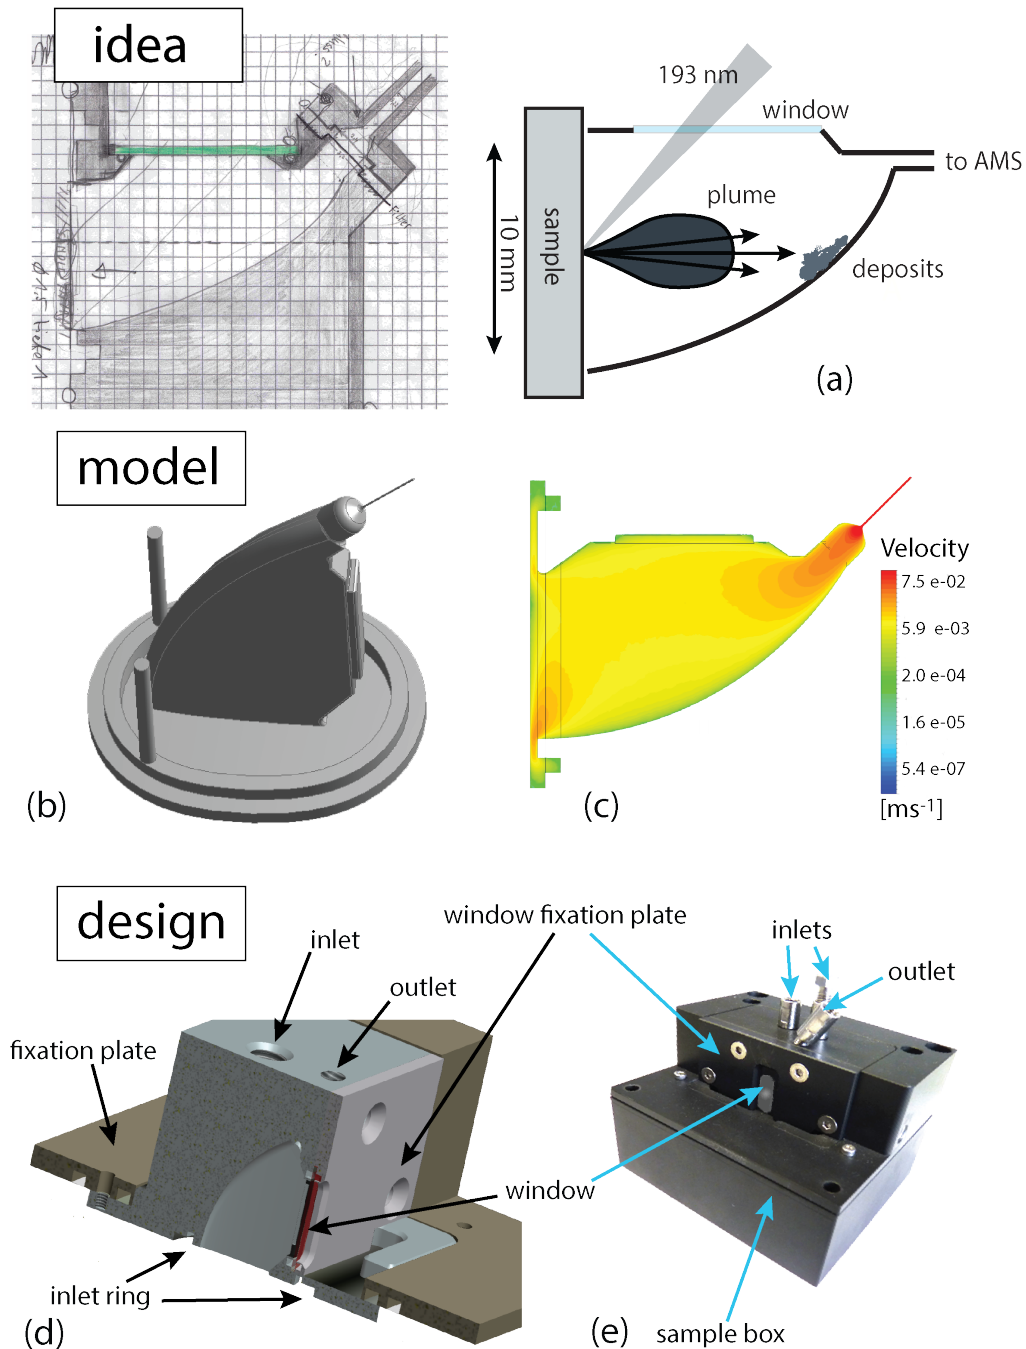 idea
193 nm
window
to AMS
plume
sample
10 mm
deposits
(a)
Filter
model
Velocity
7.5 e-02
5.9 e-03
2.0 e-04
1.6 e-05
5.4 e-07
[ms-1]
(b)
(c)
design
window fixation plate
inlet
inlets
outlet
outlet
fixation plate
window
inlet ring
sample box
(d)
(e)